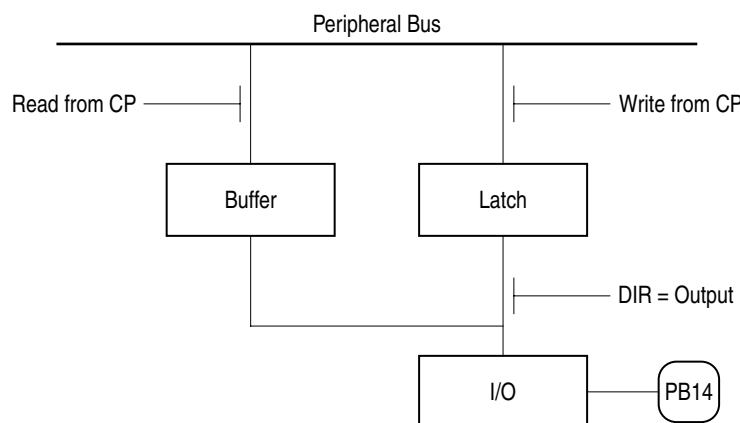 Peripheral Bus
Read from CP
Write from CP
Buffer
Latch
DIR = Output
I/O
PB14